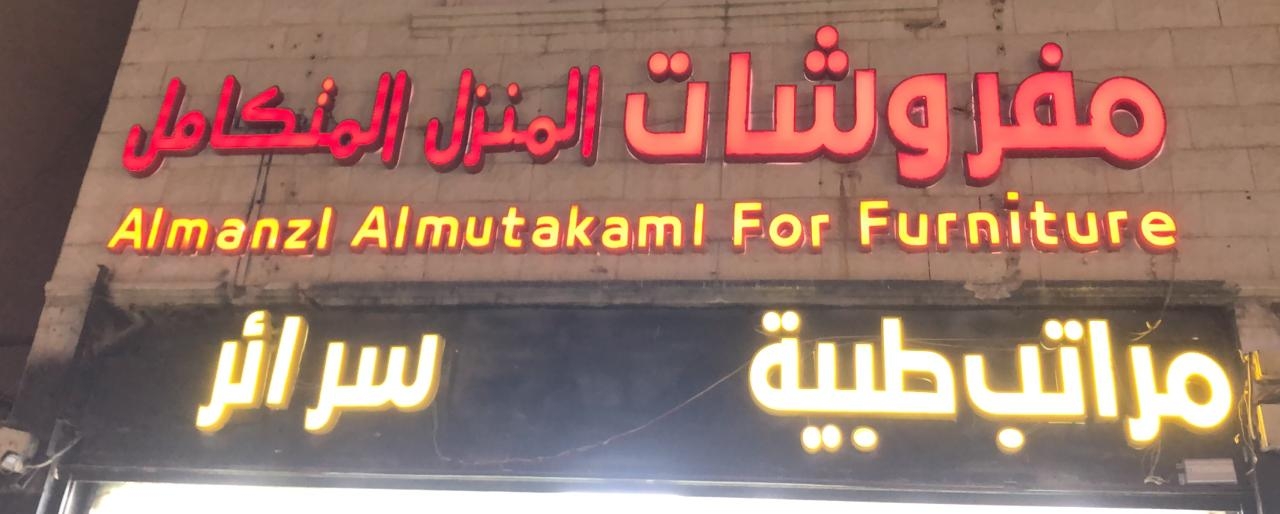 مفروشات المنزل المتكامل
Almanzl Almutakaml For Furniture
مراتب طبية سرائر